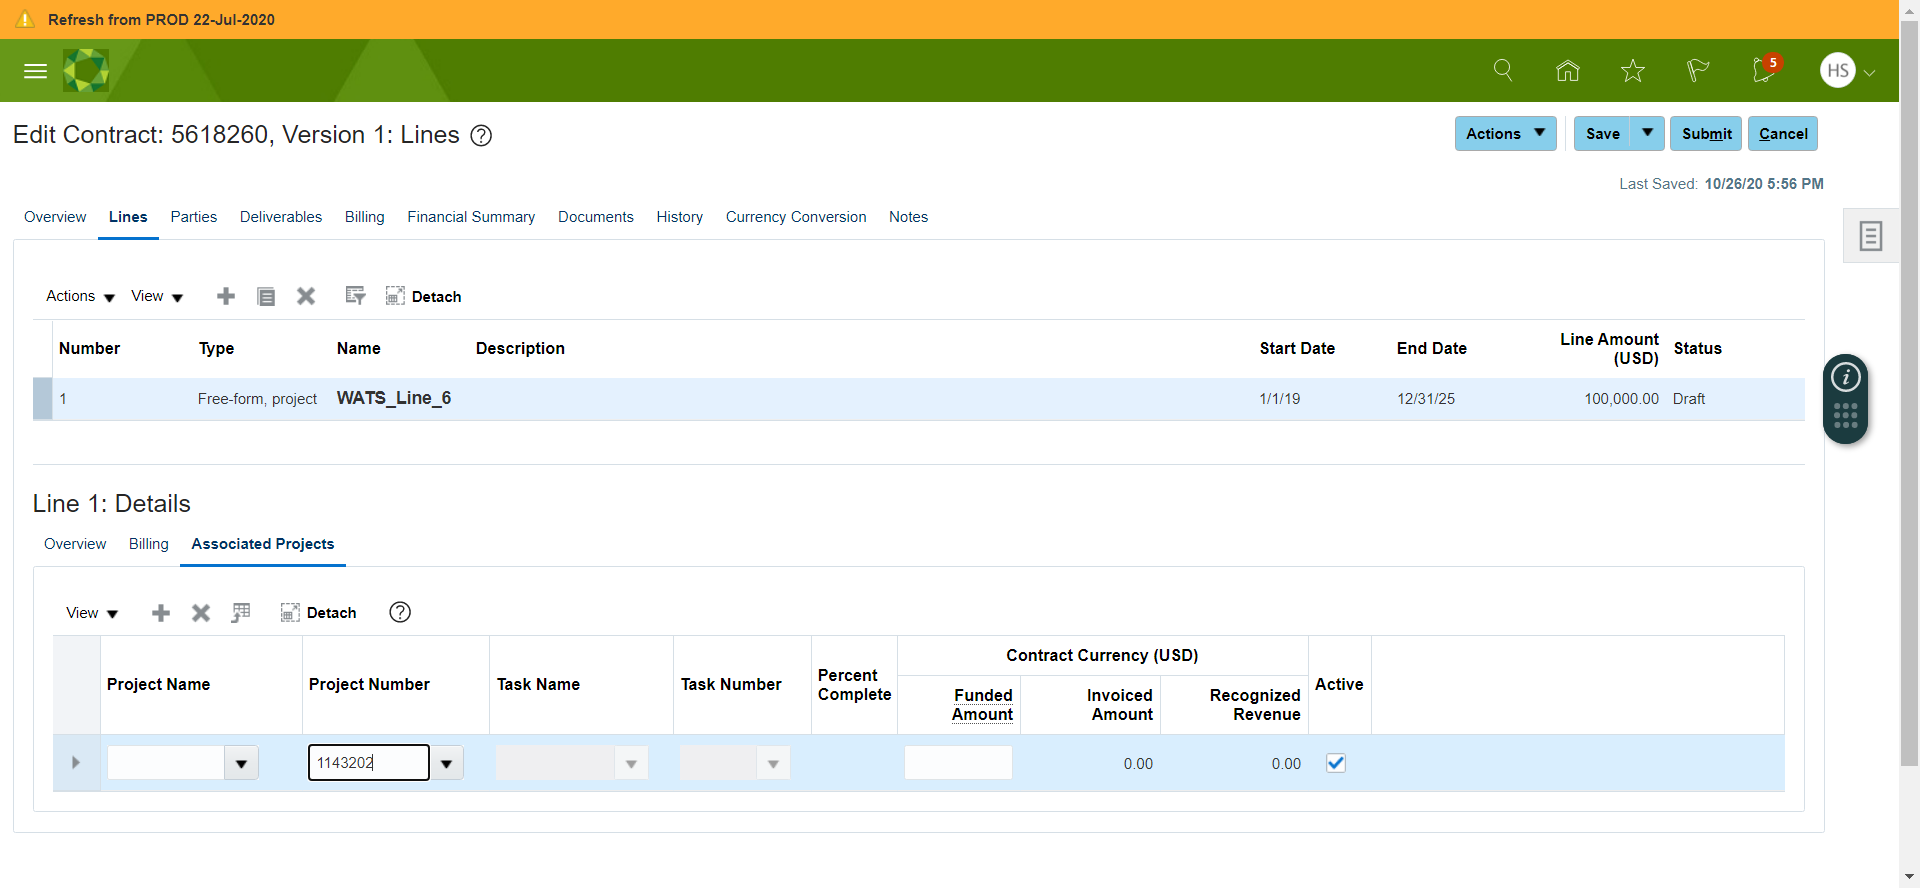 Refresh from PROD 22-Jul-2020
5
HS
Edit Contract: 5618260, Version 1: Lines
Actions
Save
Submit
Cancel
Last Saved: 10/26/20 5:56 PM
Overview Lines Parties Deliverables Billing Financial Summary Documents History Currency Conversion Notes
Actions View Detach
Number Type Name Description Start Date End Date Line Amount (USD) Status
1 Free-form, project WATS_Line_6 1/1/19 12/31/25 100,000.00 Draft
Line 1: Details
Overview Billing Associated Projects
View Detach
Contract Currency (USD)
Project Name Project Number Task Name Task Number Percent Complete Funded Amount Invoiced Amount Recognized Revenue Active
1143202 0.00 0.00